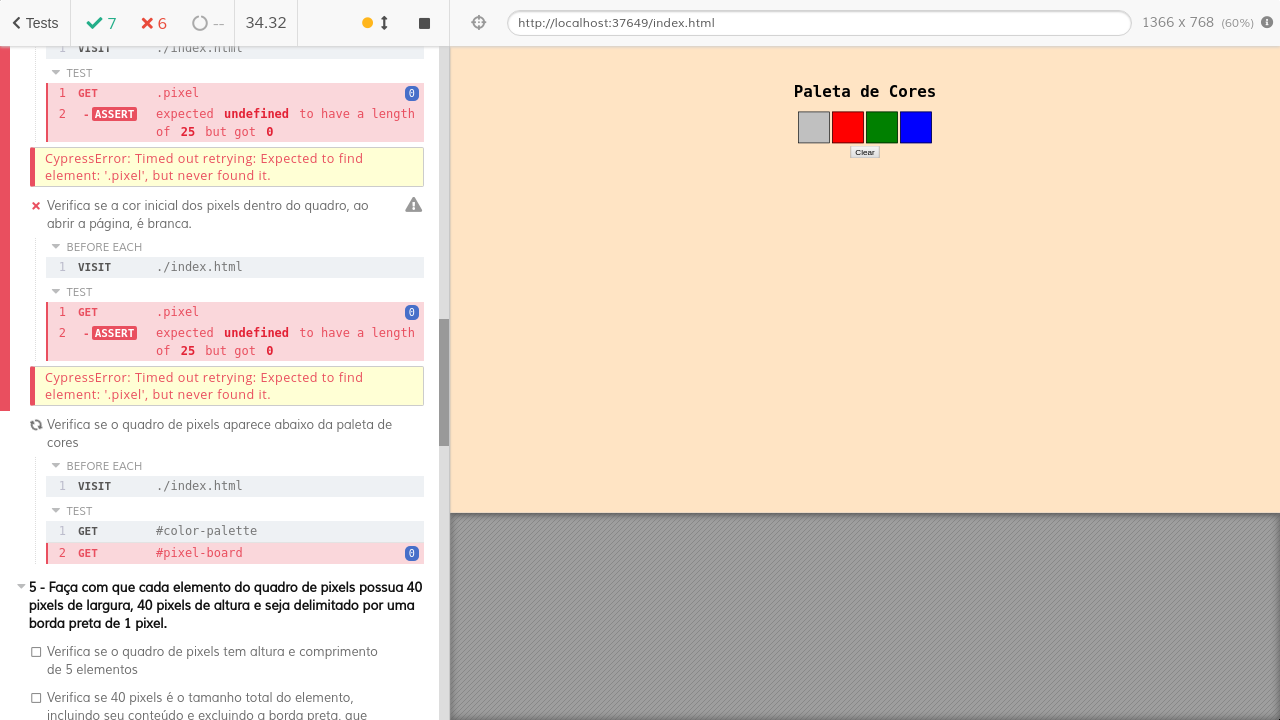 Tests 7 6 -- 34.32
http://localhost:37649/index.html 1366 x 768 (60%)
1 VISIT ./index.html
TEST
1 GET .pixel 0
2 -ASSERT expected undefined to have a length
of 25 but got 0
CypressError: Timed out retrying: Expected to find
element: '.pixel', but never found it.
Verifica se a cor inicial dos pixels dentro do quadro, ao
abrir a página, é branca.
BEFORE EACH
1 VISIT ./index.html
TEST
1 GET .pixel 0
2 -ASSERT expected undefined to have a length
of 25 but got 0
CypressError: Timed out retrying: Expected to find
element: '.pixel', but never found it.
Verifica se o quadro de pixels aparece abaixo da paleta de
cores
BEFORE EACH
1 VISIT ./index.html
TEST
1 GET #color-palette
2 GET #pixel-board 0
5 - Faça com que cada elemento do quadro de pixels possua 40
pixels de largura, 40 pixels de altura e seja delimitado por uma
borda preta de 1 pixel.
Verifica se o quadro de pixels tem altura e comprimento
de 5 elementos
Verifica se 40 pixels é o tamanho total do elemento,
incluindo seu conteúdo e excluindo a borda preta, que
Paleta de Cores
Clear